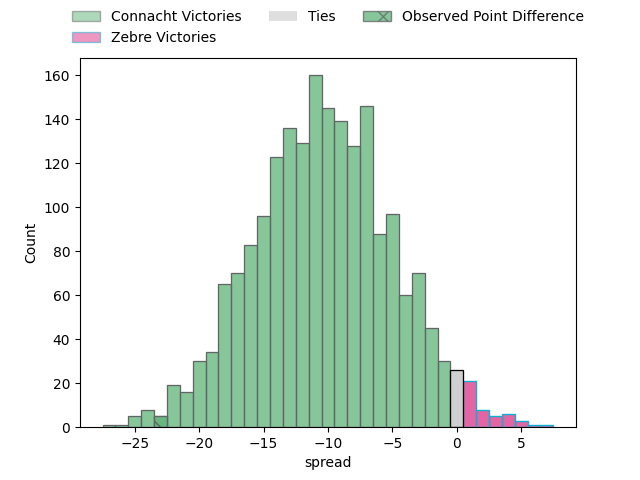 Connacht Victories
Ties
Observed Point Difference
Zebre Victories
160
140
120
100
80
60
40
20
0
Count
−25
−20
−15
−10
−5
0
5
spread